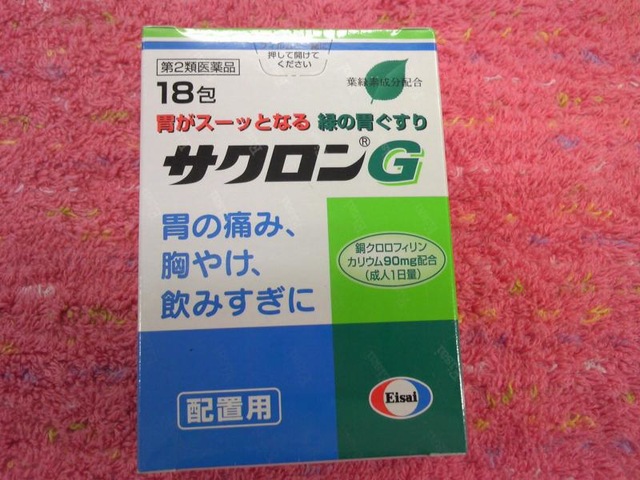 押して開けて
ください
第2類医薬品
葉緑素成分配合
18包
胃がスーッとなる 緑の胃ぐすり
サクロン®G
胃の痛み、
胸やけ、
飲みすぎに
銅クロロフィリン
カリウム90mg配合
(成人1日量)
配置用
Eisai